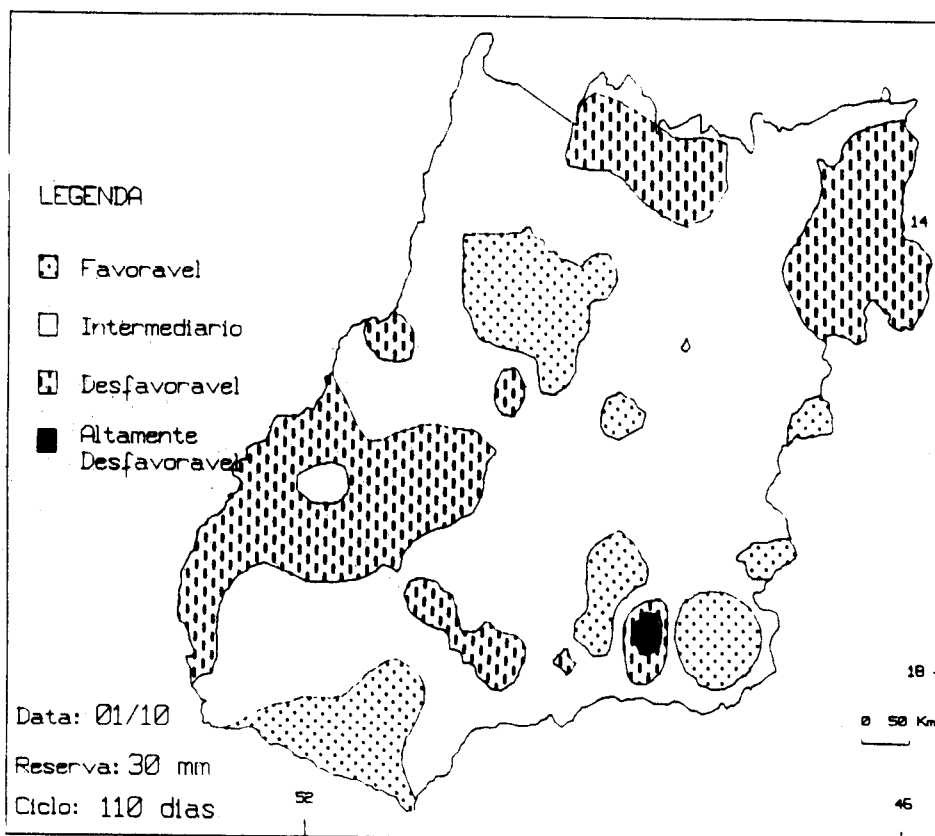 LEGENDA
Favoravel
Intermediario
Desfavoravel
Altamente
Desfavoravel
14
18
Data: 01/10
0 50 Km
Reserva: 30 mm
Ciclo: 110 dias
52
46